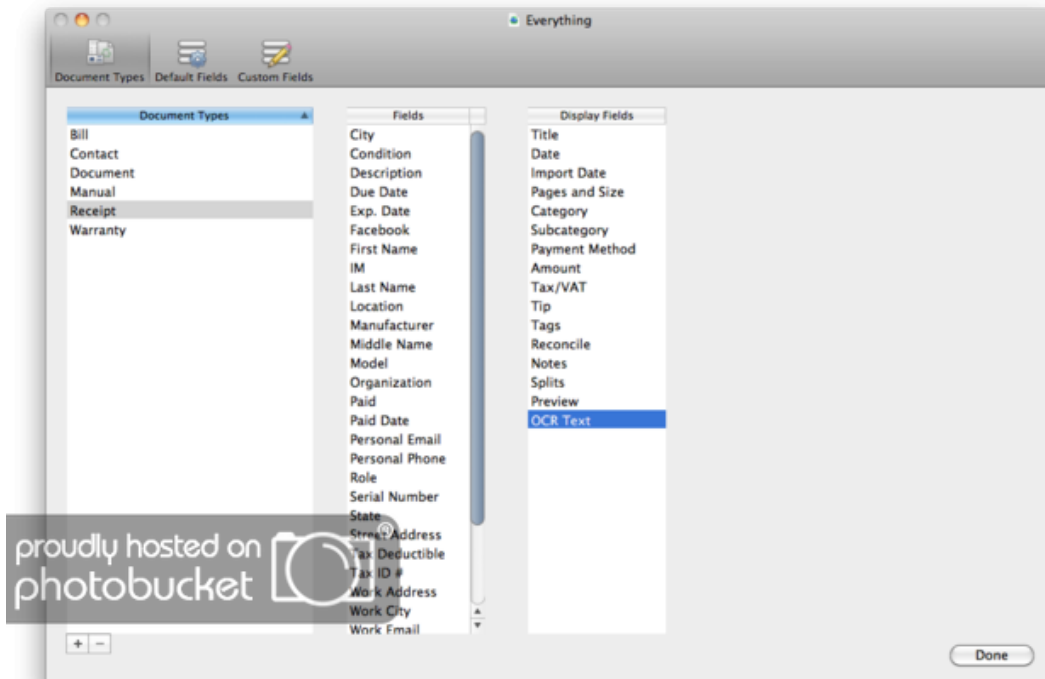 Everything
Document Types
Default Fields
Custom Fields
Document Types
Bill
Contact
Document
Manual
Receipt
Warranty
Fields
City
Condition
Description
Due Date
Exp. Date
Facebook
First Name
IM
Last Name
Location
Manufacturer
Middle Name
Model
Organization
Paid
Paid Date
Personal Email
Personal Phone
Role
Serial Number
State
Street Address
Tax Deductible
Tax ID #
Work Address
Work City
Work Email
Display Fields
Title
Date
Import Date
Pages and Size
Category
Subcategory
Payment Method
Amount
Tax/VAT
Tip
Tags
Reconcile
Notes
Splits
Preview
OCR Text
proudly hosted on
photobucket
®
+ −
Done